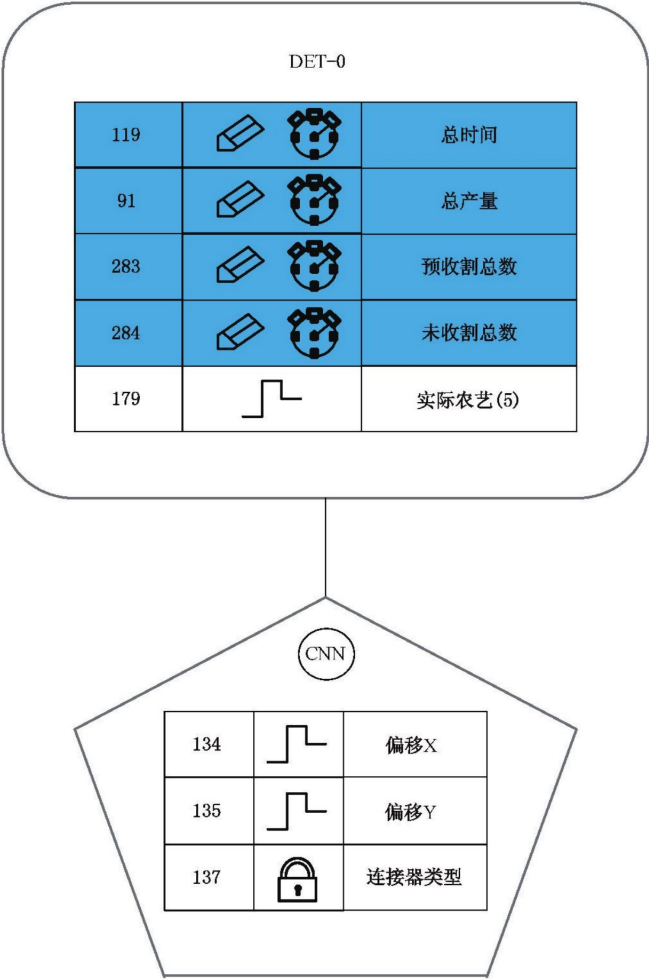 DET-0
119 总时间
91 总产量
283 预收割总数
284 未收割总数
179 实际农艺(5)
CNN
134 偏移X
135 偏移Y
137 连接器类型